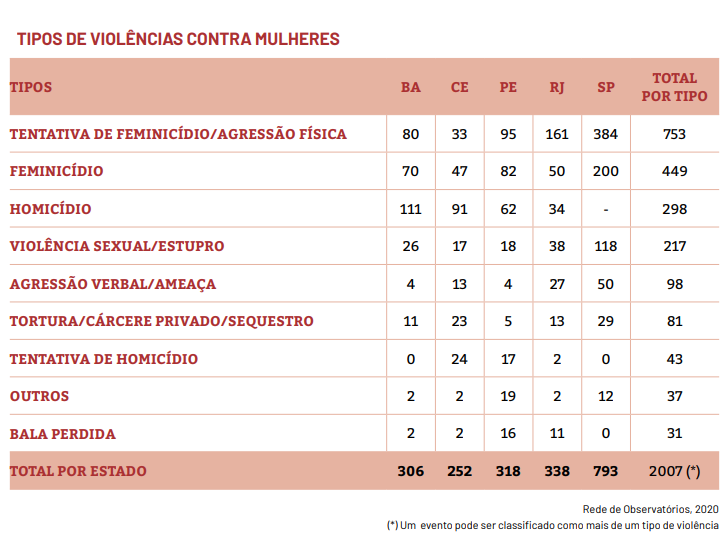 TIPOS DE VIOLÊNCIAS CONTRA MULHERES
TIPOS BA CE PE RJ SP TOTAL POR TIPO
TENTATIVA DE FEMINICÍDIO/AGRESSÃO FÍSICA 80 33 95 161 384 753
FEMINICÍDIO 70 47 82 50 200 449
HOMICÍDIO 111 91 62 34 - 298
VIOLÊNCIA SEXUAL/ESTUPRO 26 17 18 38 118 217
AGRESSÃO VERBAL/AMEAÇA 4 13 4 27 50 98
TORTURA/CÁRCERE PRIVADO/SEQUESTRO 11 23 5 13 29 81
TENTATIVA DE HOMICÍDIO 0 24 17 2 0 43
OUTROS 2 2 19 2 12 37
BALA PERDIDA 2 2 16 11 0 31
TOTAL POR ESTADO 306 252 318 338 793 2007 (*)
Rede de Observatórios, 2020
(*) Um evento pode ser classificado como mais de um tipo de violência